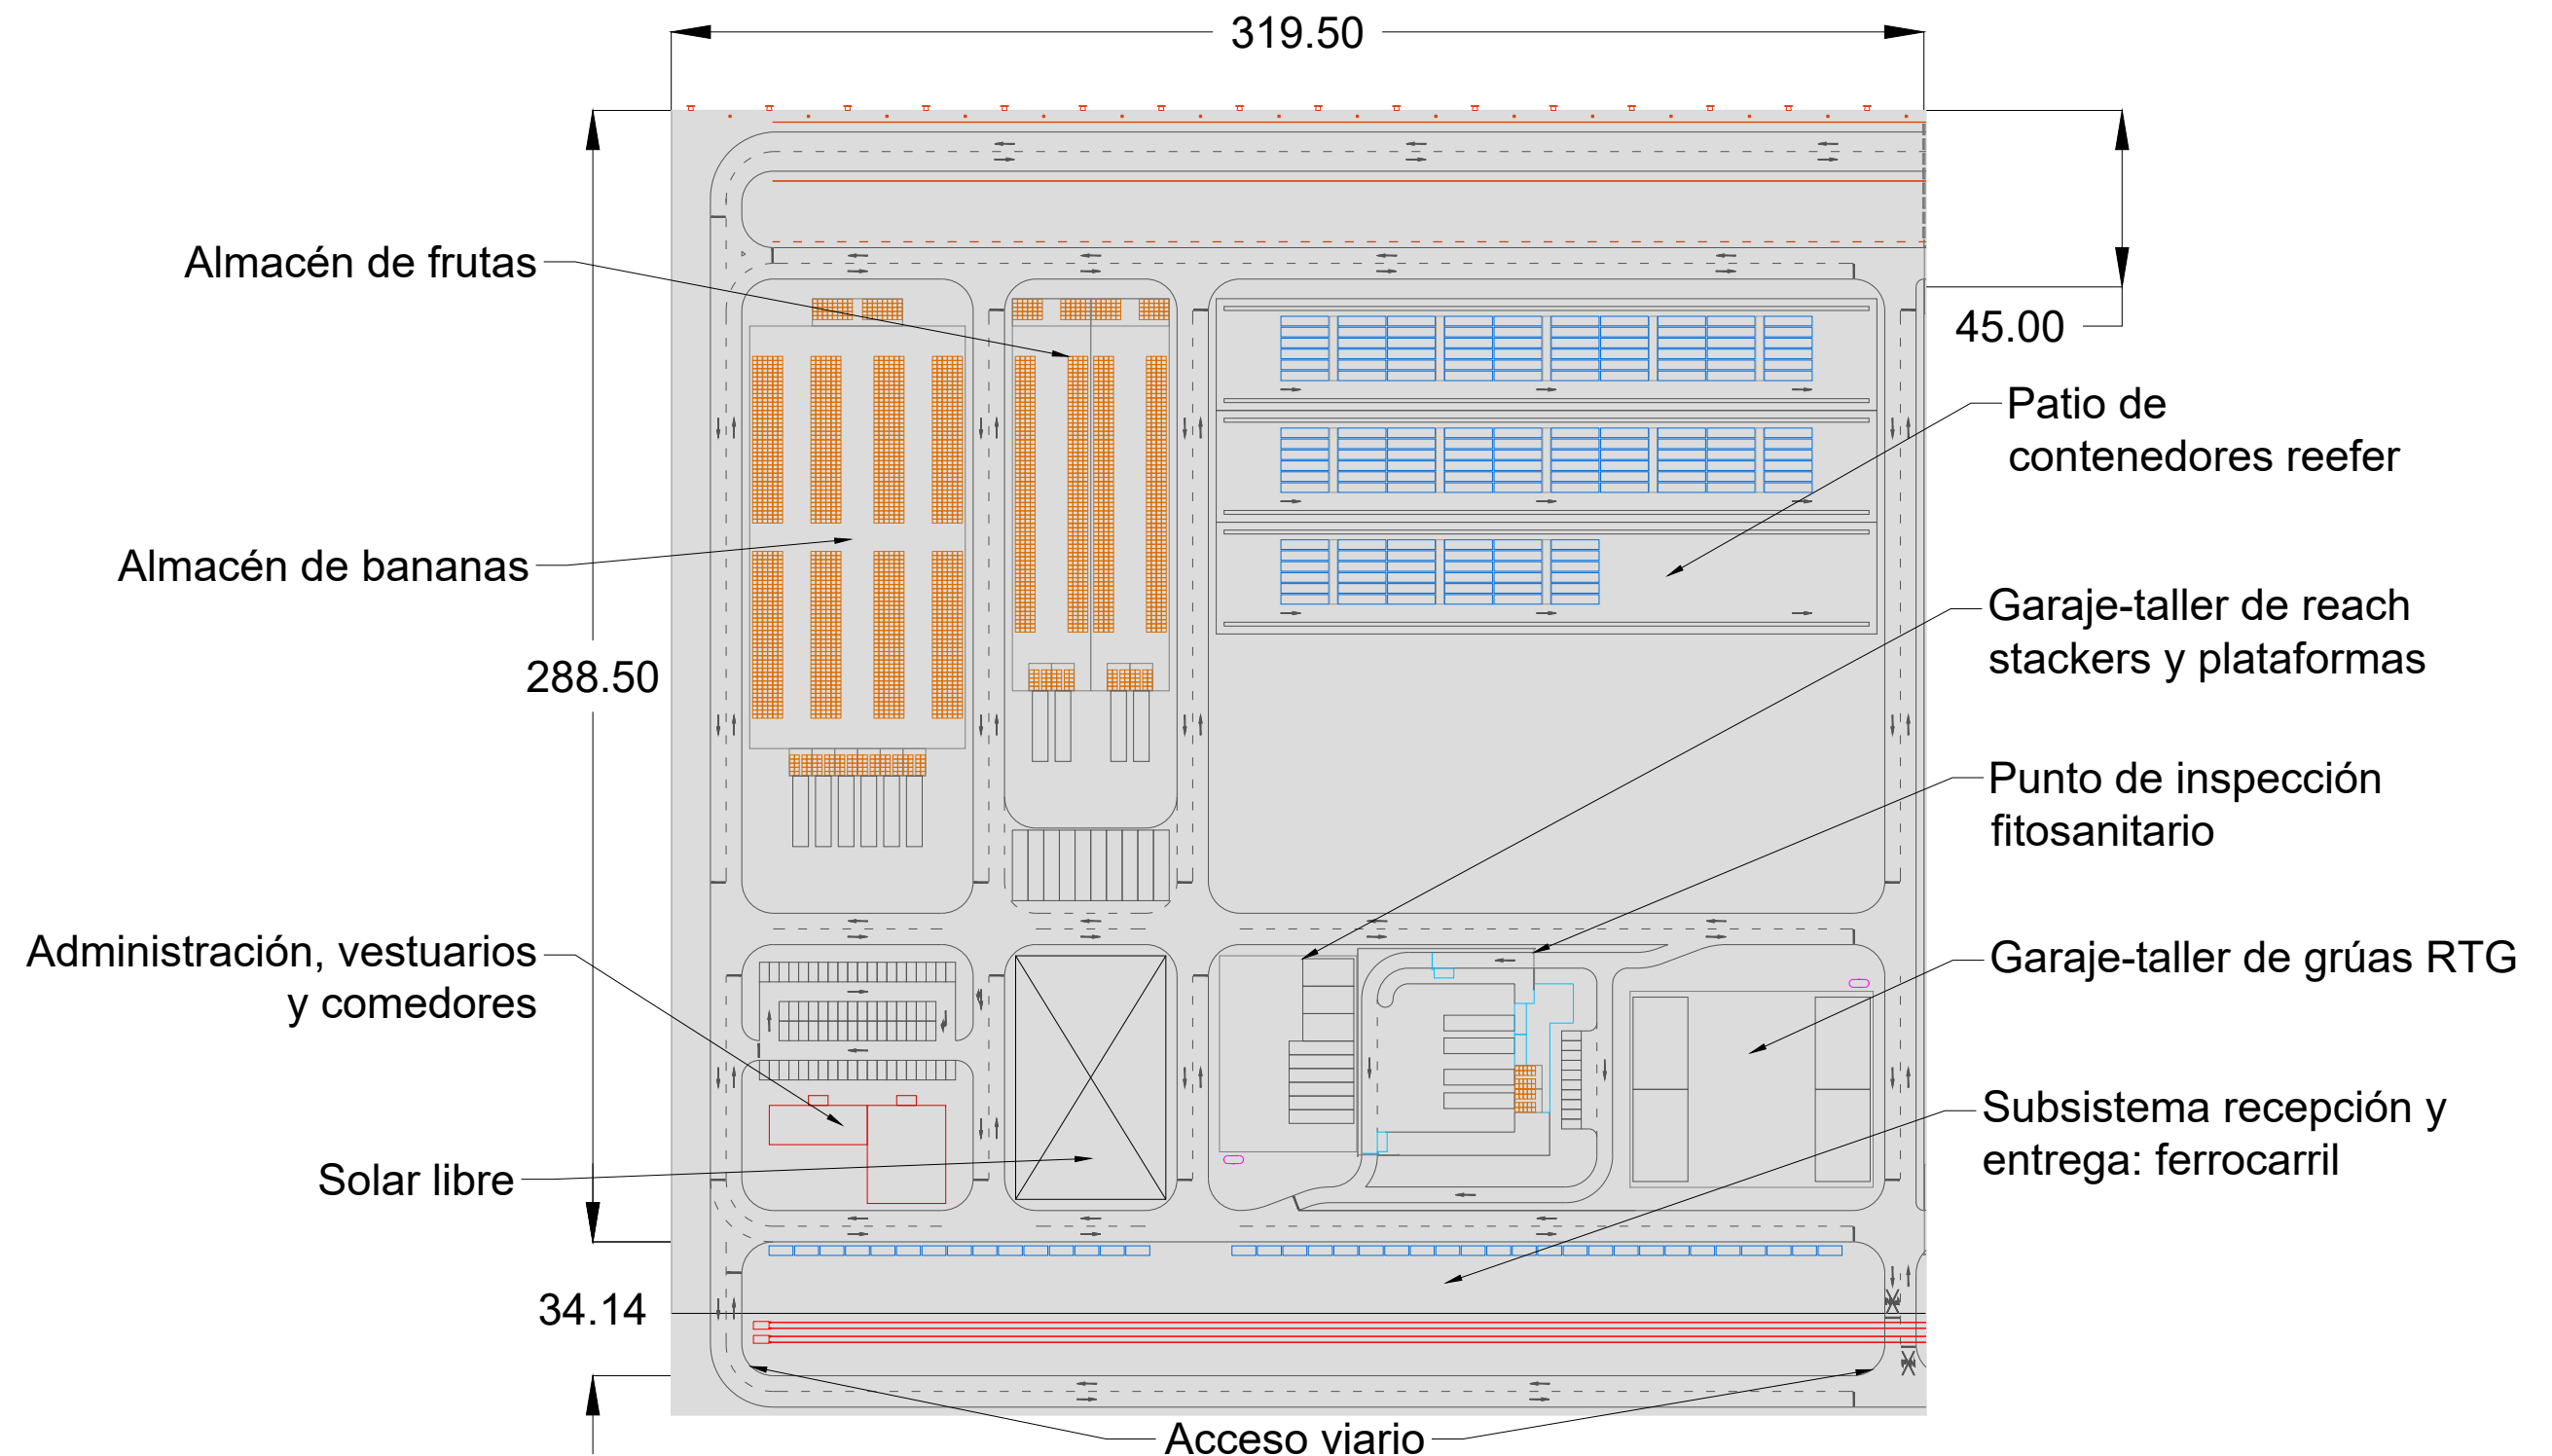 319.50
Almacén de frutas
45.00
Patio de
contenedores reefer
Almacén de bananas
Garaje-taller de reach
stackers y plataformas
288.50
Punto de inspección
fitosanitario
Administración, vestuarios
y comedores
Garaje-taller de grúas RTG
Subsistema recepción y
entrega: ferrocarril
Solar libre
34.14
Acceso viario